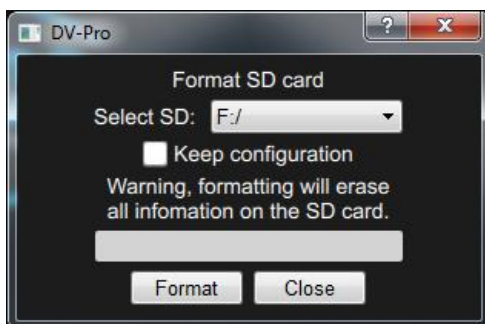 DV-Pro ? X
Format SD card
Select SD: F:/
Keep configuration
Warning, formatting will erase
all infomation on the SD card.
Format Close